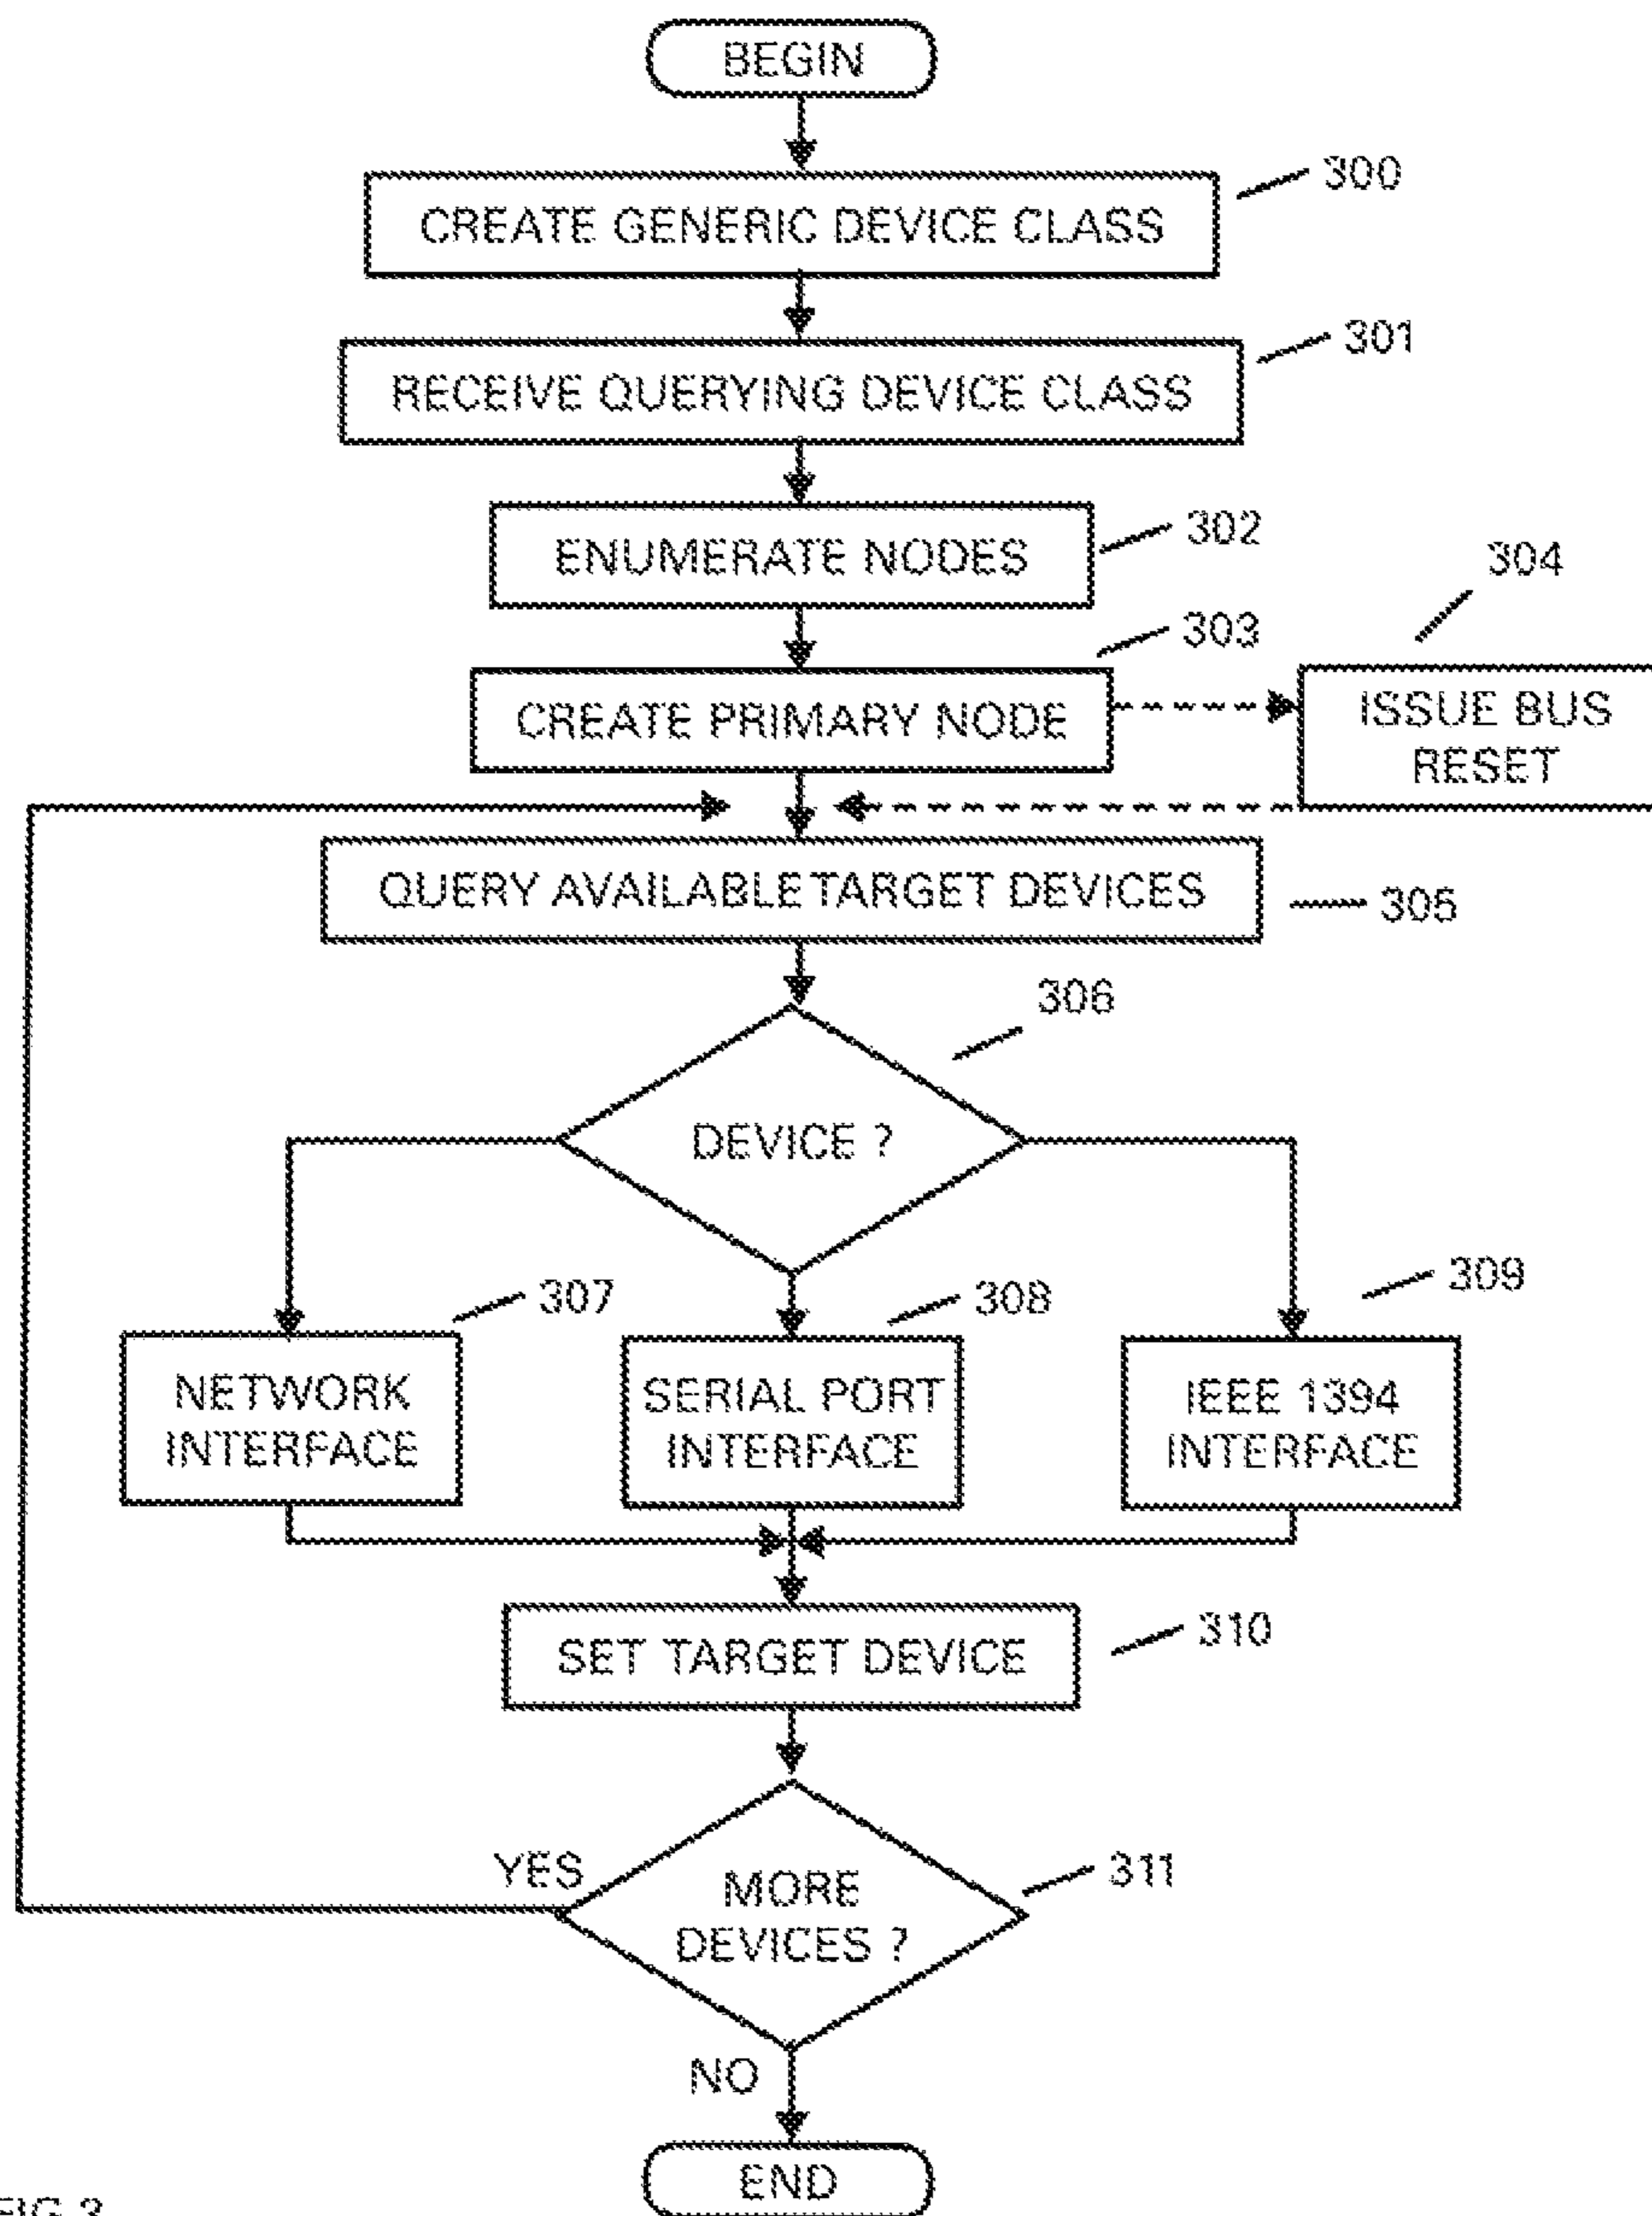 BEGIN
300
CREATE GENERIC DEVICE CLASS
301
RECEIVE QUERYING DEVICE CLASS
302
ENUMERATE NODES
304
303
CREATE PRIMARY NODE
ISSUE BUS
RESET
QUERY AVAILABLE TARGET DEVICES
305
306
DEVICE ?
307
308
309
NETWORK
INTERFACE
SERIAL PORT
INTERFACE
IEEE 1394
INTERFACE
310
SET TARGET DEVICE
YES
311
MORE
DEVICES ?
NO
END
FIG 3